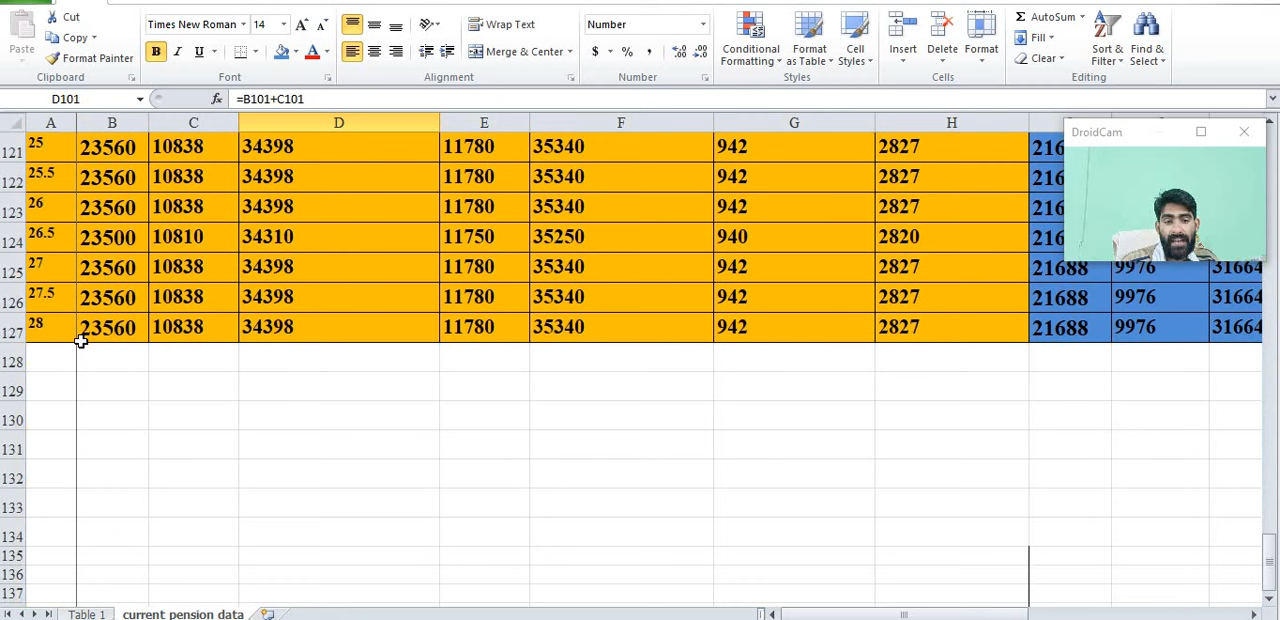 Cut
Copy
Format Painter
Paste
Clipboard
Times New Roman 14 A A
B I U A
Font
Wrap Text
Merge & Center
Alignment
Number
$ % ,
Number
Conditional Formatting
Format as Table
Cell Styles
Styles
Insert
Delete
Format
Cells
Σ AutoSum
Fill
Clear
Sort & Filter
Find & Select
Editing
D101 fx =B101+C101
A B C D E F G H
DroidCam
121 25 23560 10838 34398 11780 35340 942 2827 216
122 25.5 23560 10838 34398 11780 35340 942 2827 216
123 26 23560 10838 34398 11780 35340 942 2827 216
124 26.5 23500 10810 34310 11750 35250 940 2820 216
125 27 23560 10838 34398 11780 35340 942 2827 21688 9976 31664
126 27.5 23560 10838 34398 11780 35340 942 2827 21688 9976 31664
127 28 23560 10838 34398 11780 35340 942 2827 21688 9976 31664
128
129
130
131
132
133
134
135
136
137
Table 1 current pension data